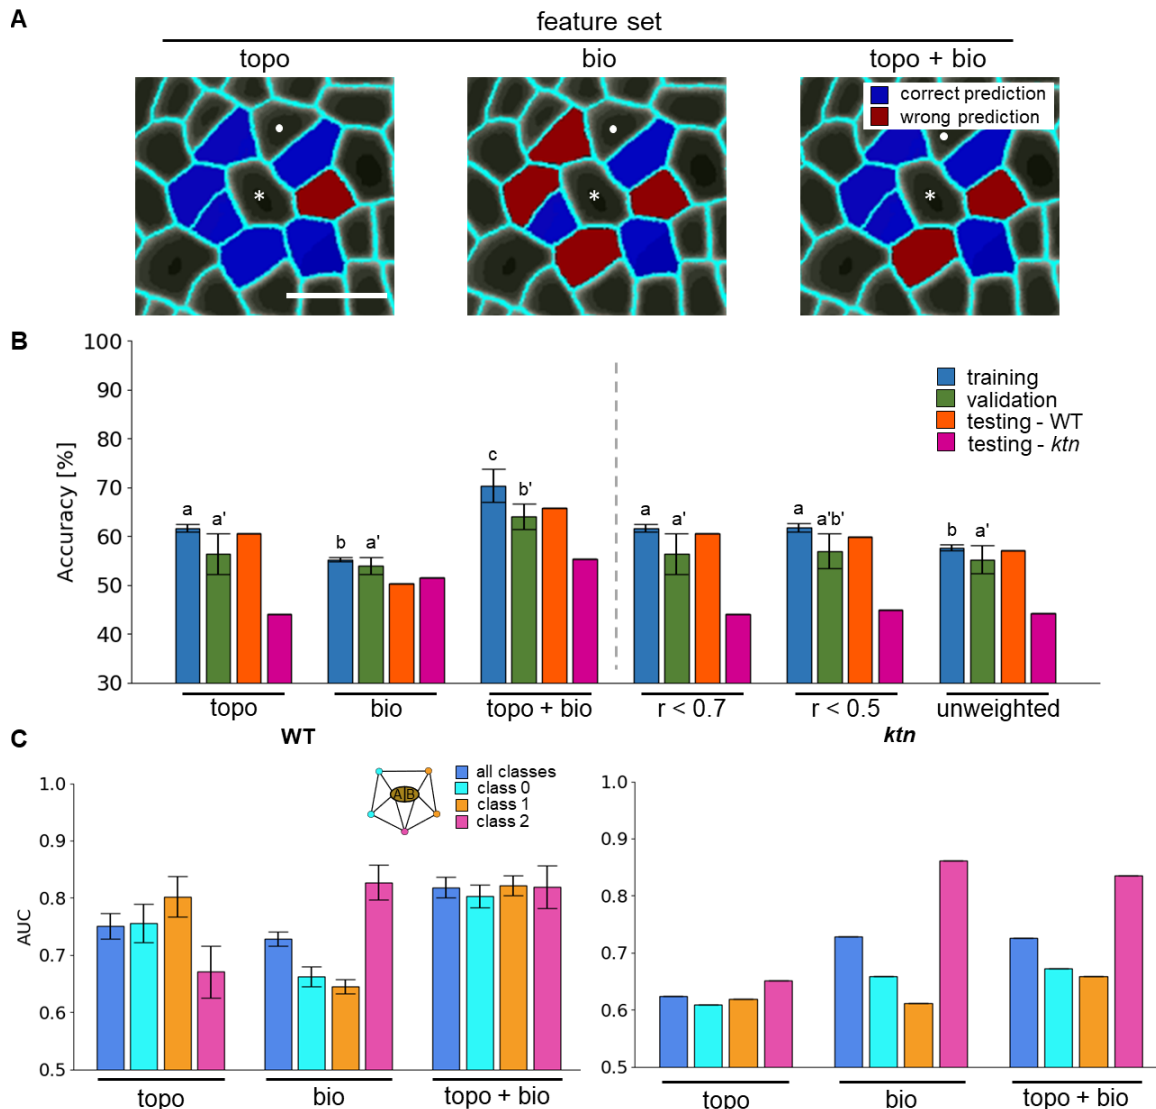 A
feature set
topo
bio
topo + bio
correct prediction
wrong prediction
*
*
*
B
100
90
80
70
60
50
40
30
Accuracy [%]
training
validation
testing - WT
testing - ktn
a
a'
b
a'
c
b'
a
a'
a
a'b'
b
a'
topo
bio
topo + bio
r < 0.7
r < 0.5
unweighted
C
WT
ktn
1.0
0.9
0.8
0.7
0.6
0.5
AUC
A B
all classes
class 0
class 1
class 2
topo
bio
topo + bio
1.0
0.9
0.8
0.7
0.6
0.5
topo
bio
topo + bio